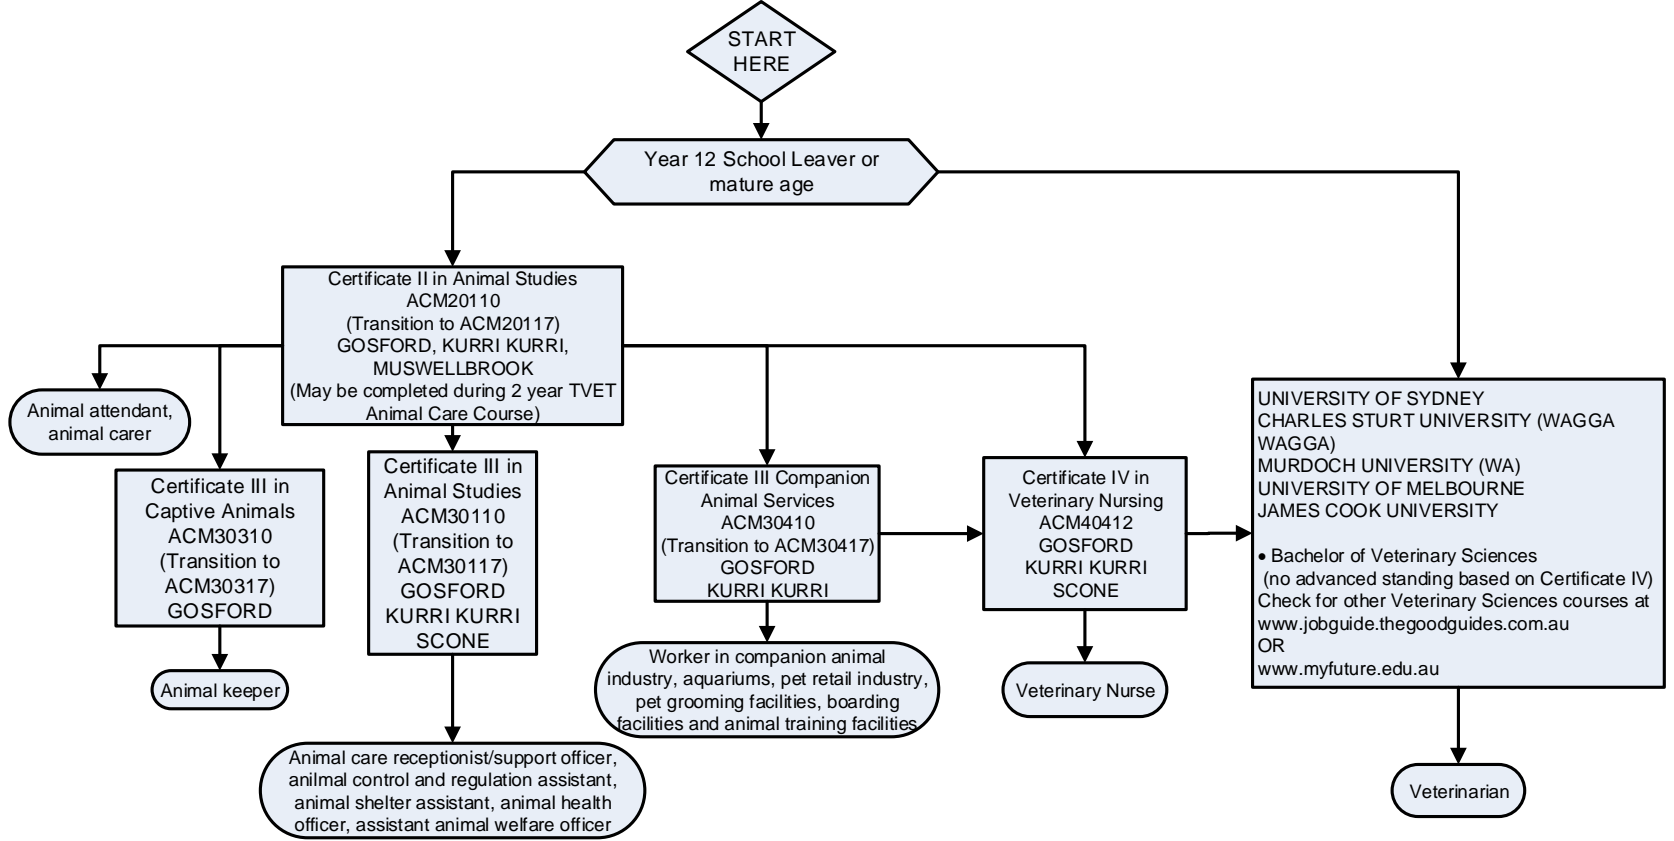 START
HERE
Year 12 School Leaver or
mature age
Certificate II in Animal Studies
ACM20110
(Transition to ACM20117)
GOSFORD, KURRI KURRI,
MUSWELLBROOK
(May be completed during 2 year TVET
Animal Care Course)
Animal attendant,
animal carer
Certificate III in
Captive Animals
ACM30310
(Transition to
ACM30317)
GOSFORD
Animal keeper
Certificate III in
Animal Studies
ACM30110
(Transition to
ACM30117)
GOSFORD
KURRI KURRI
SCONE
Animal care receptionist/support officer,
anilmal control and regulation assistant,
animal shelter assistant, animal health
officer, assistant animal welfare officer
Certificate III Companion
Animal Services
ACM30410
(Transition to ACM30417)
GOSFORD
KURRI KURRI
Worker in companion animal
industry, aquariums, pet retail industry,
pet grooming facilities, boarding
facilities and animal training facilities
Certificate IV in
Veterinary Nursing
ACM40412
GOSFORD
KURRI KURRI
SCONE
Veterinary Nurse
UNIVERSITY OF SYDNEY
CHARLES STURT UNIVERSITY (WAGGA
WAGGA)
MURDOCH UNIVERSITY (WA)
UNIVERSITY OF MELBOURNE
JAMES COOK UNIVERSITY
• Bachelor of Veterinary Sciences
(no advanced standing based on Certificate IV)
Check for other Veterinary Sciences courses at
www.jobguide.thegoodguides.com.au
OR
www.myfuture.edu.au
Veterinarian